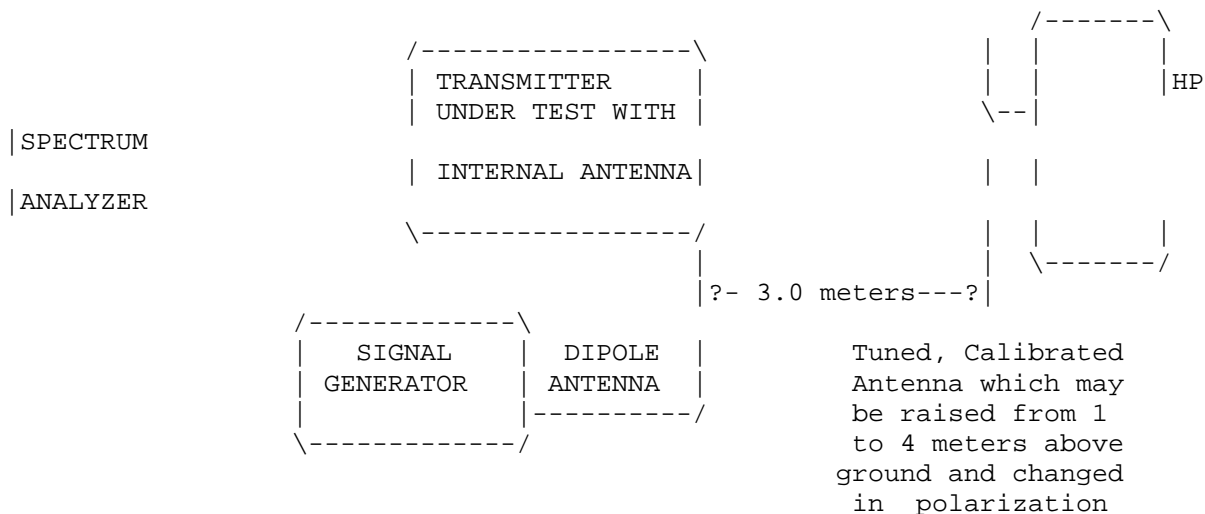 TRANSMITTER
UNDER TEST WITH
INTERNAL ANTENNA
HP
SPECTRUM
ANALYZER
?- 3.0 meters---?
SIGNAL
GENERATOR
DIPOLE
ANTENNA
Tuned, Calibrated
Antenna which may
be raised from 1
to 4 meters above
ground and changed
in polarization